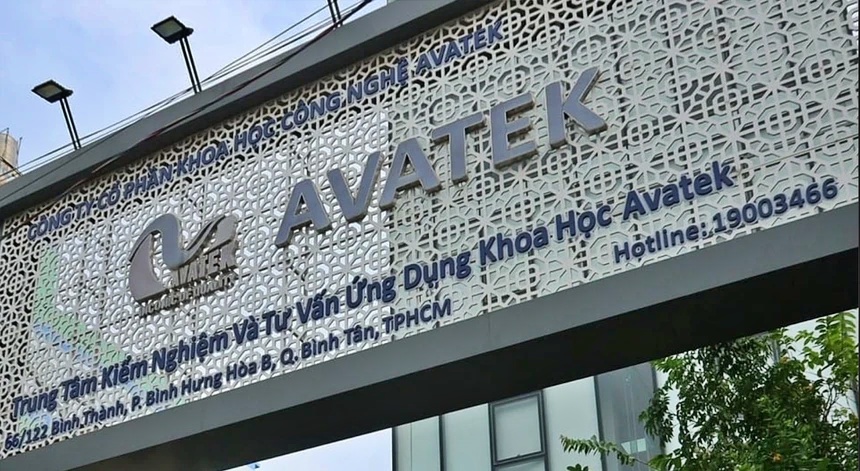 CÔNG TY CỔ PHẦN KHOA HỌC CÔNG NGHỆ AVATEK
AVATEK
AVATEK
Trung Tâm Kiểm Nghiệm Và Tư Vấn Ứng Dụng Khoa Học Avatek
66/122 Bình Thành, P. Bình Hưng Hòa B, Q. Bình Tân, TPHCM
Hotline: 19003466